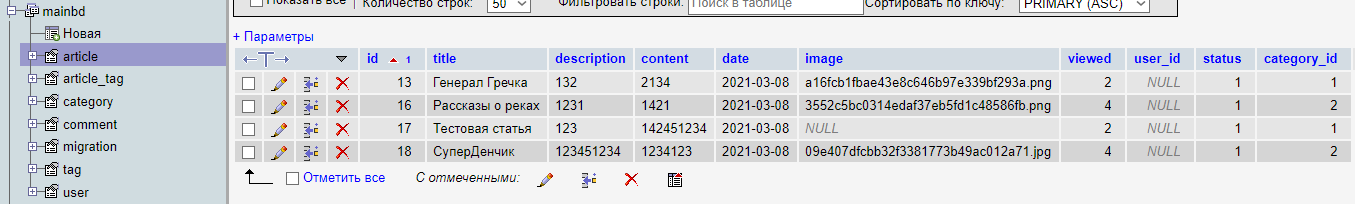 Показать все Количество строк: 50 Фильтровать строки: Поиск в таблице Сортировать по ключу: PRIMARY (ASC)
mainbd
Новая
article
article_tag
category
comment
migration
tag
user
+ Параметры
id 1 title description content date image viewed user_id status category_id
13 Генерал Гречка 132 2134 2021-03-08 a16fcb1fbae43e8c646b97e339bf293a.png 2 NULL 1 1
16 Рассказы о реках 1231 1421 2021-03-08 3552c5bc0314edaf37eb5fd1c48586fb.png 4 NULL 1 2
17 Тестовая статья 123 142451234 2021-03-08 NULL 2 NULL 1 1
18 СуперДенчик 123451234 1234123 2021-03-08 09e407dfcbb32f3381773b49ac012a71.jpg 4 NULL 1 2
Отметить все С отмеченными: